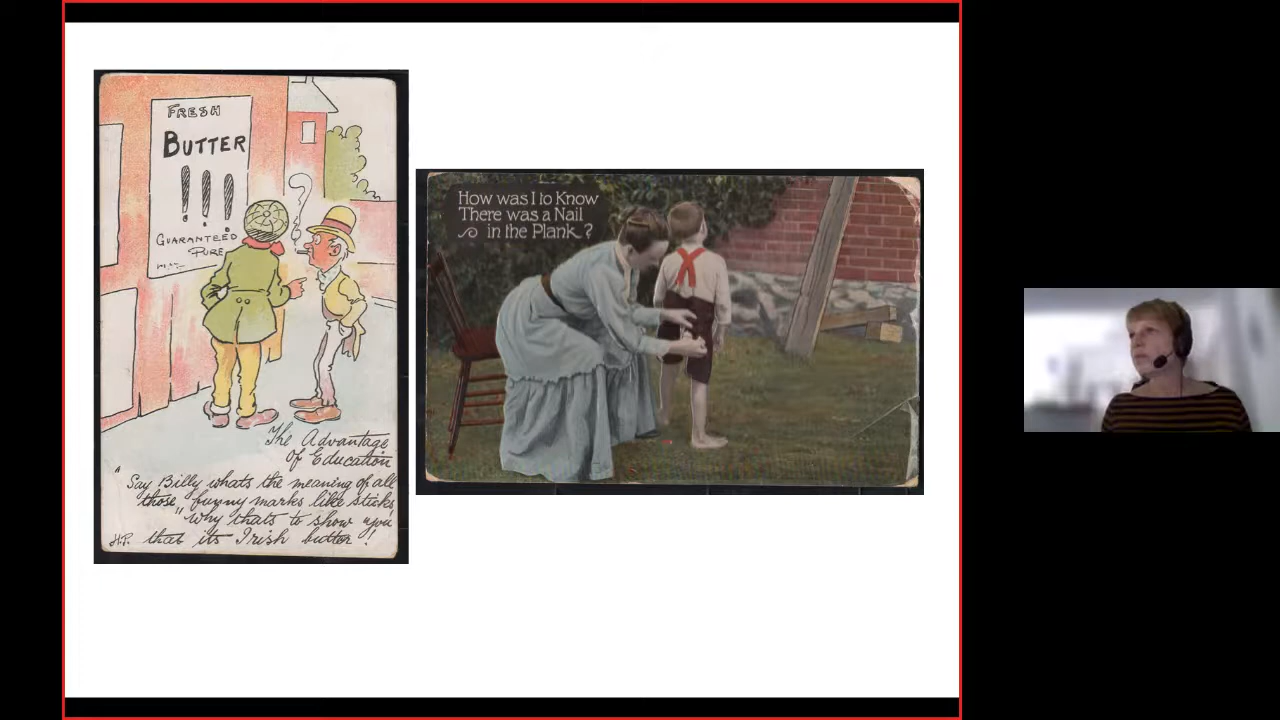 FRESH
BUTTER
!!!
GUARANTEED
PURE
The Advantage
Of Education
"Say Billy whats the meaning of all
those funny marks like sticks"
"Why thats to show you
that its Irish butter!
H.P.
How was I to Know
There was a Nail
in the Plank?